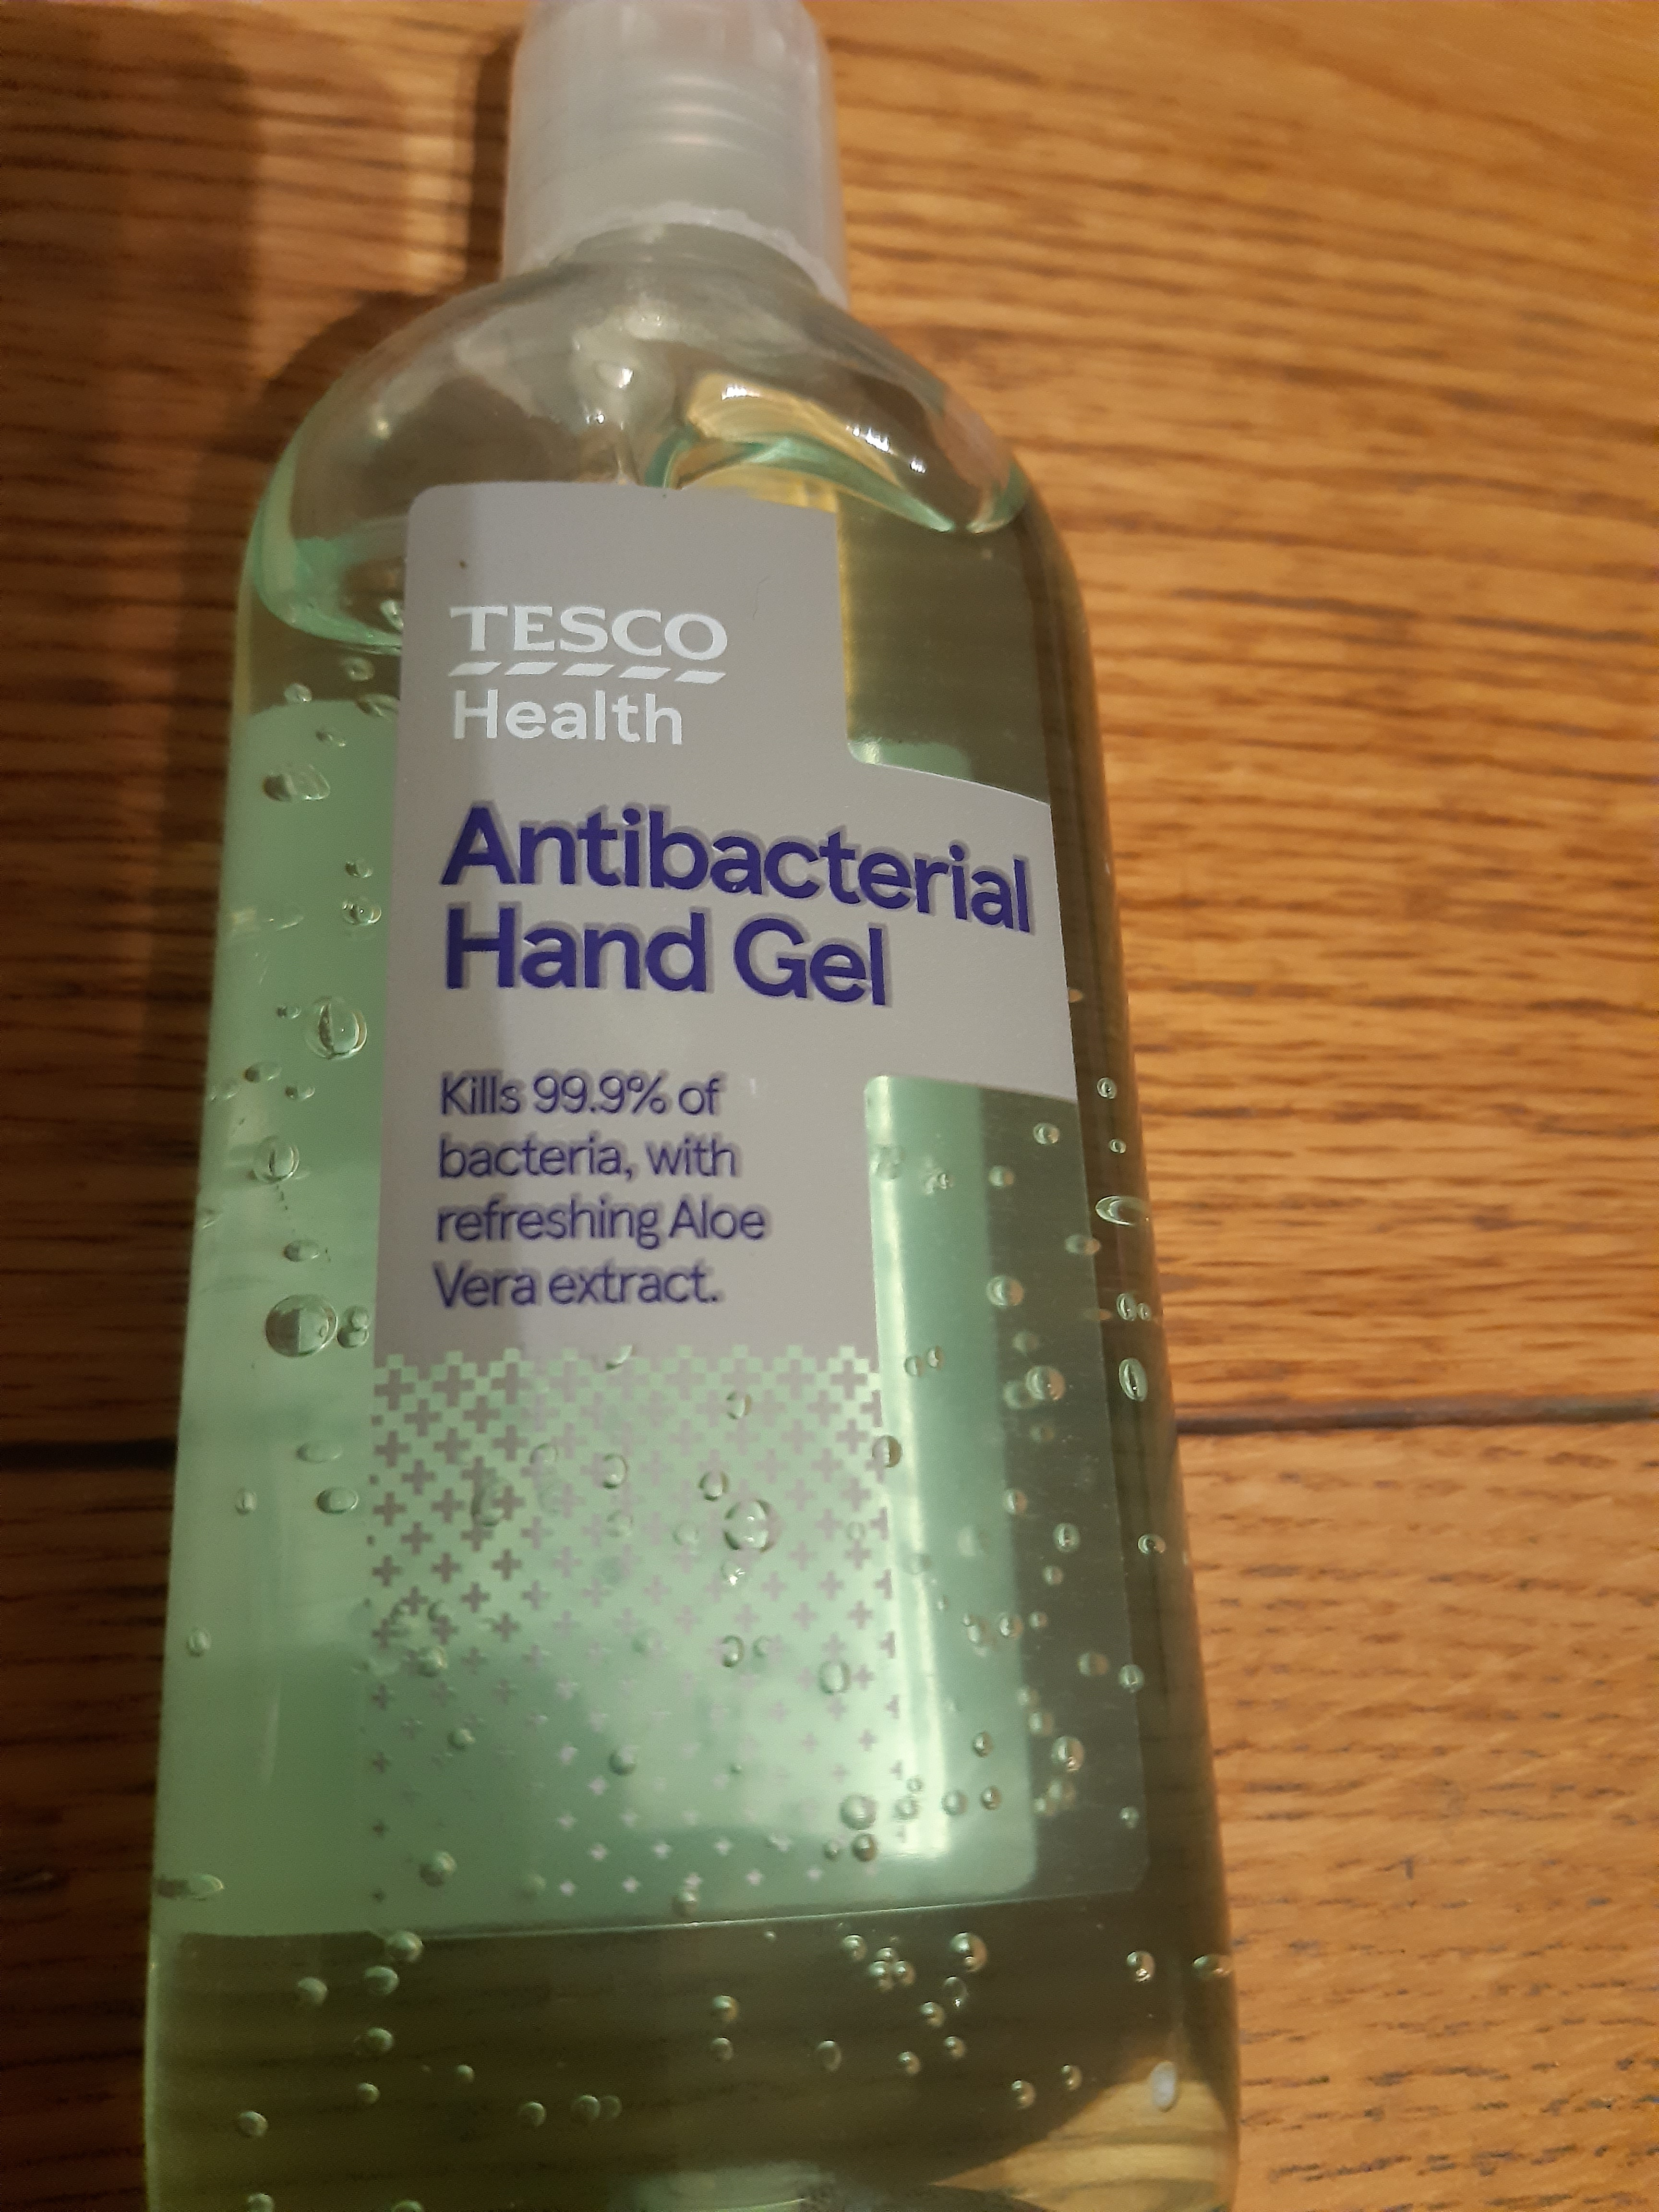 TESCO
Health
Antibacterial
Hand Gel
Kills 99.9% of
bacteria, with
refreshing Aloe
Vera extract.